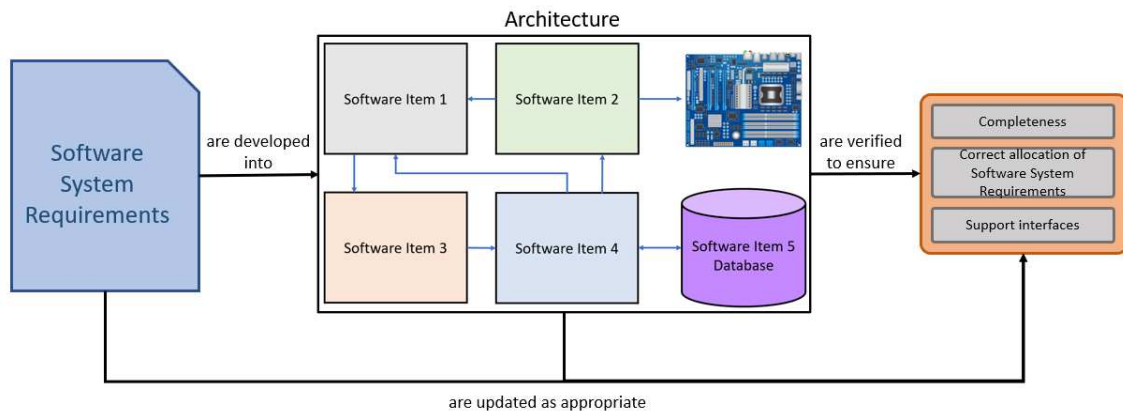 Architecture
Software
System
Requirements
are developed
into
Software Item 1
Software Item 2
Software Item 3
Software Item 4
Software Item 5
Database
are verified
to ensure
Completeness
Correct allocation of
Software System
Requirements
Support interfaces
are updated as appropriate